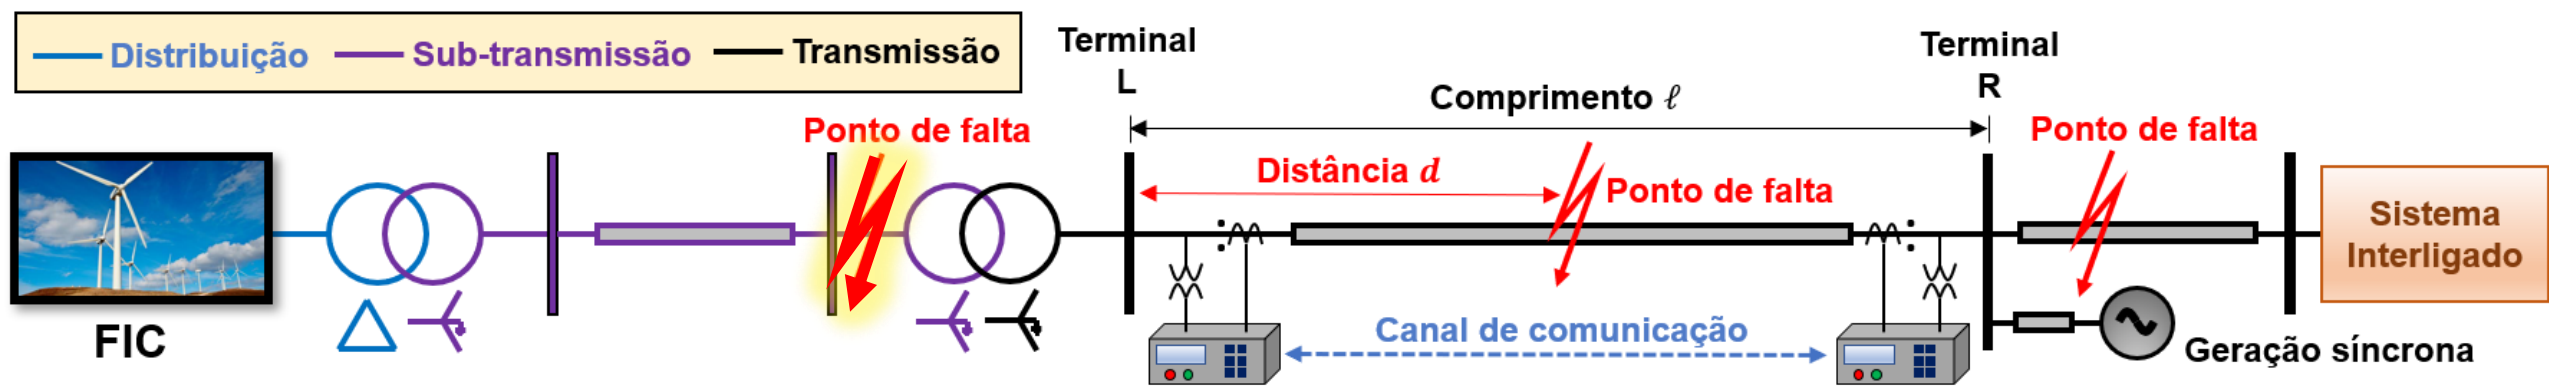 Distribuição Sub-transmissão Transmissão
Terminal
L
Terminal
R
Comprimento ℓ
Ponto de falta
Ponto de falta
Distância d
Ponto de falta
Sistema
Interligado
FIC
Canal de comunicação
Geração síncrona